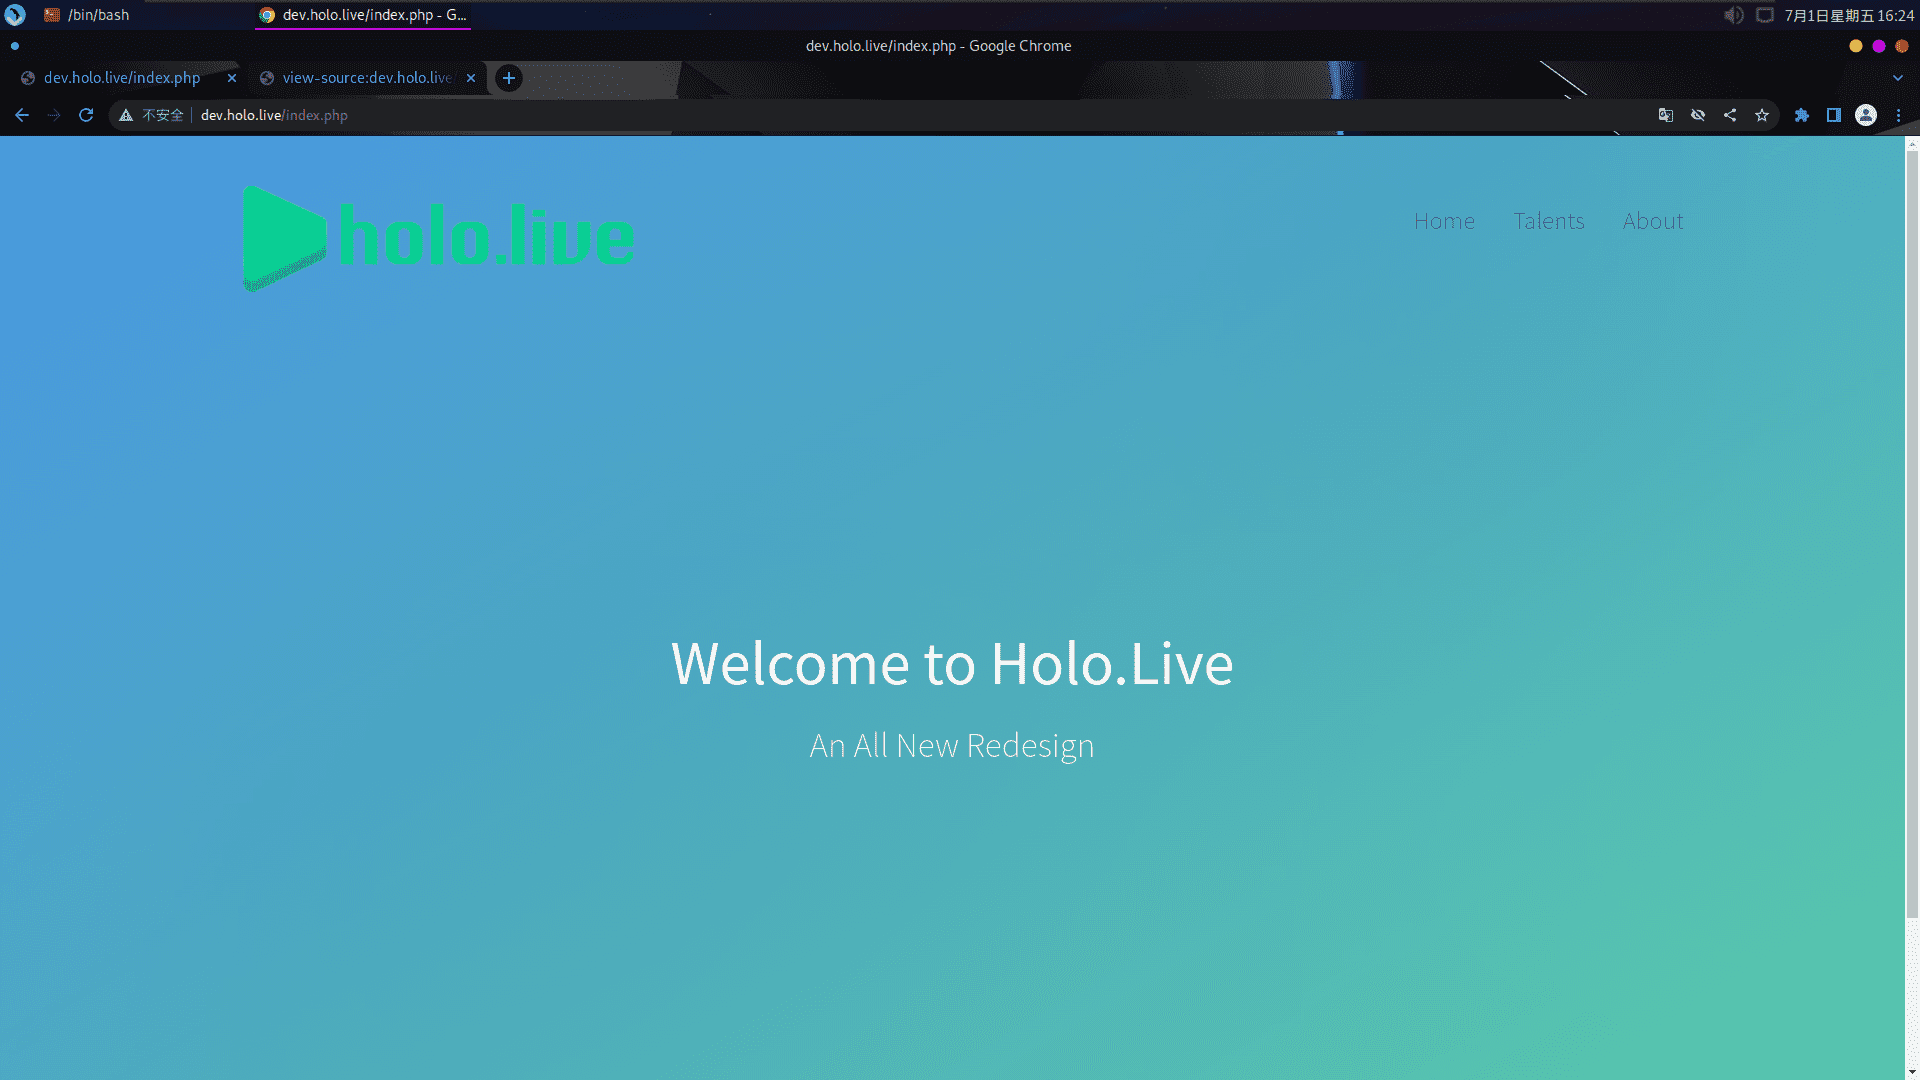 /bin/bash
dev.holo.live/index.php - G...
7月1日星期五 16:24
dev.holo.live/index.php - Google Chrome
dev.holo.live/index.php
view-source:dev.holo.live
不安全
dev.holo.live/index.php
holo.live
Home
Talents
About
Welcome to Holo.Live
An All New Redesign